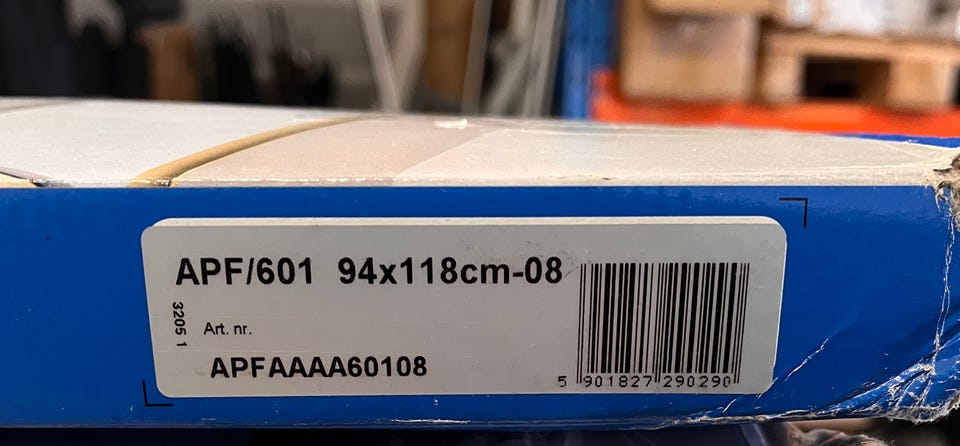 APF/601 94x118cm-08
3205 1
Art. nr.
APFAAAA60108
5 901827 290290